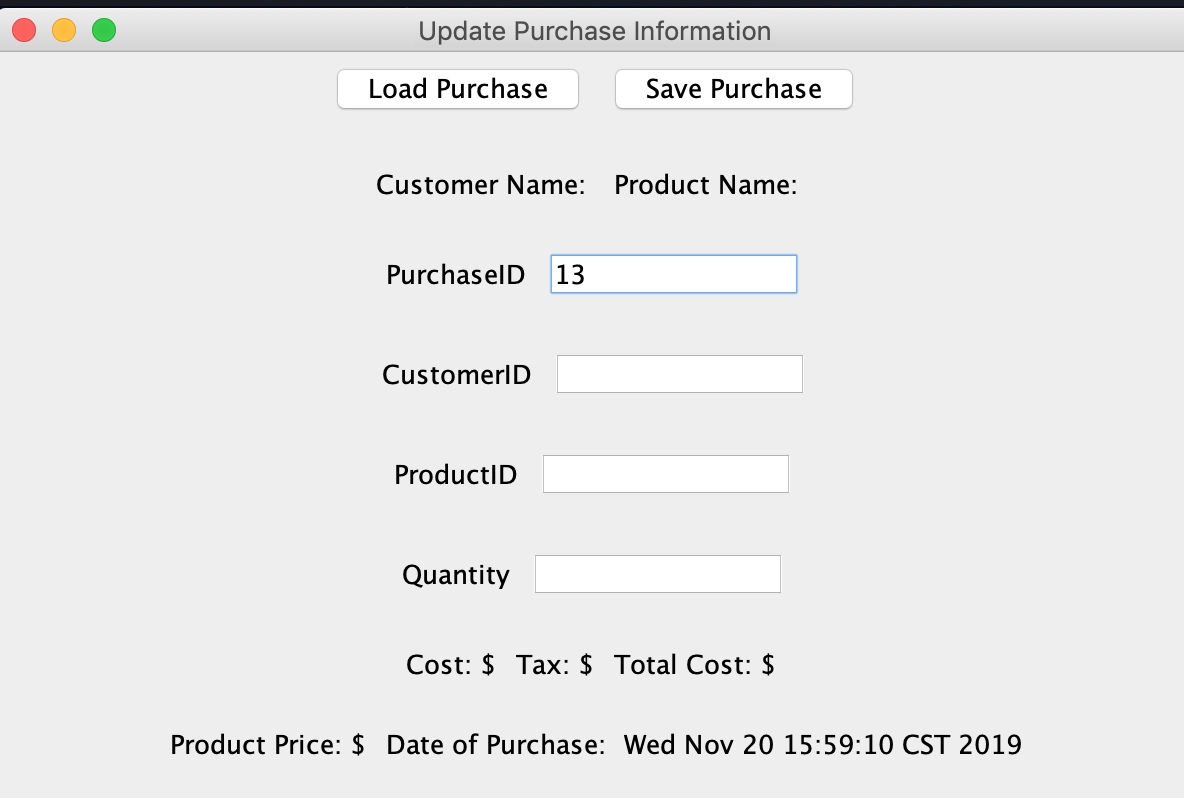 Update Purchase Information
Load Purchase Save Purchase
Customer Name: Product Name:
PurchaseID 13
CustomerID
ProductID
Quantity
Cost: $ Tax: $ Total Cost: $
Product Price: $ Date of Purchase: Wed Nov 20 15:59:10 CST 2019